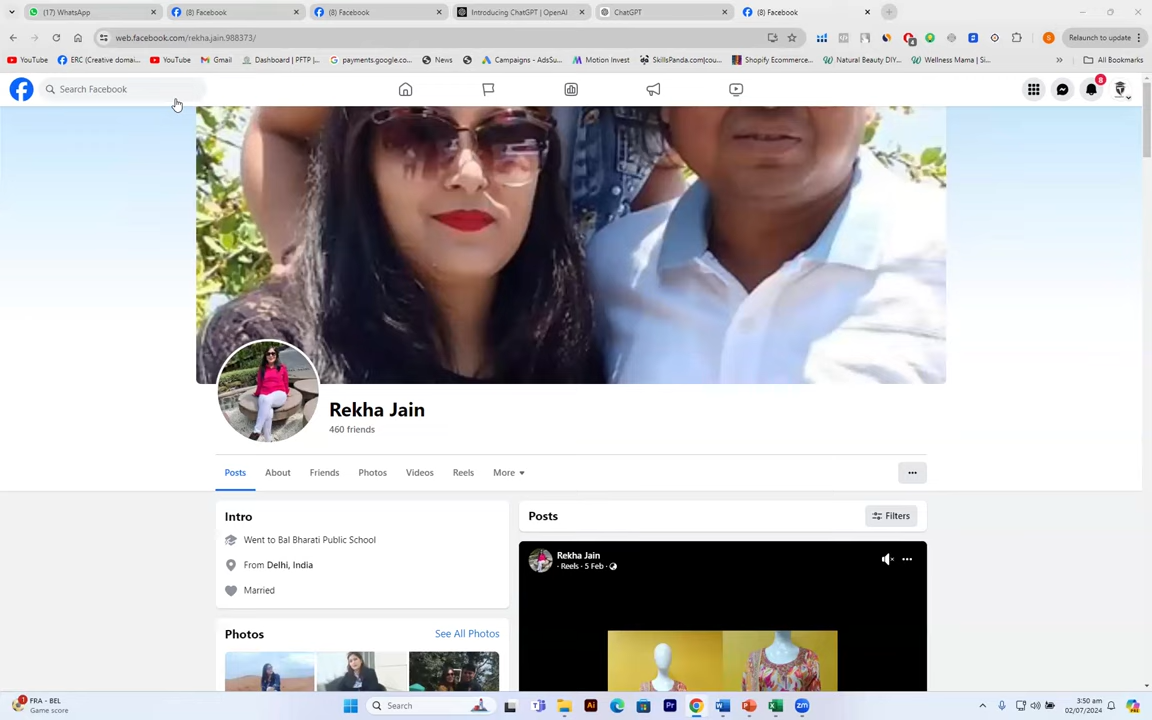 (17) WhatsApp
(8) Facebook
(8) Facebook
Introducing ChatGPT | OpenAI
ChatGPT
(8) Facebook
web.facebook.com/rekha.jain.988373/
Relaunch to update
YouTube
ERC (Creative domai...
YouTube
Gmail
Dashboard | PFTP |...
payments.google.co...
News
Campaigns - AdsSu...
Motion Invest
SkillsPanda.com(cou...
Shopify Ecommerce...
Natural Beauty DIY...
Wellness Mama | Si...
»
All Bookmarks
Search Facebook
8
Rekha Jain
460 friends
Posts
About
Friends
Photos
Videos
Reels
More
Intro
Went to Bal Bharati Public School
From Delhi, India
Married
Posts
Filters
Rekha Jain
· Reels · 5 Feb ·
Photos
See All Photos
FRA - BEL
Game score
Search
3:50 am
02/07/2024